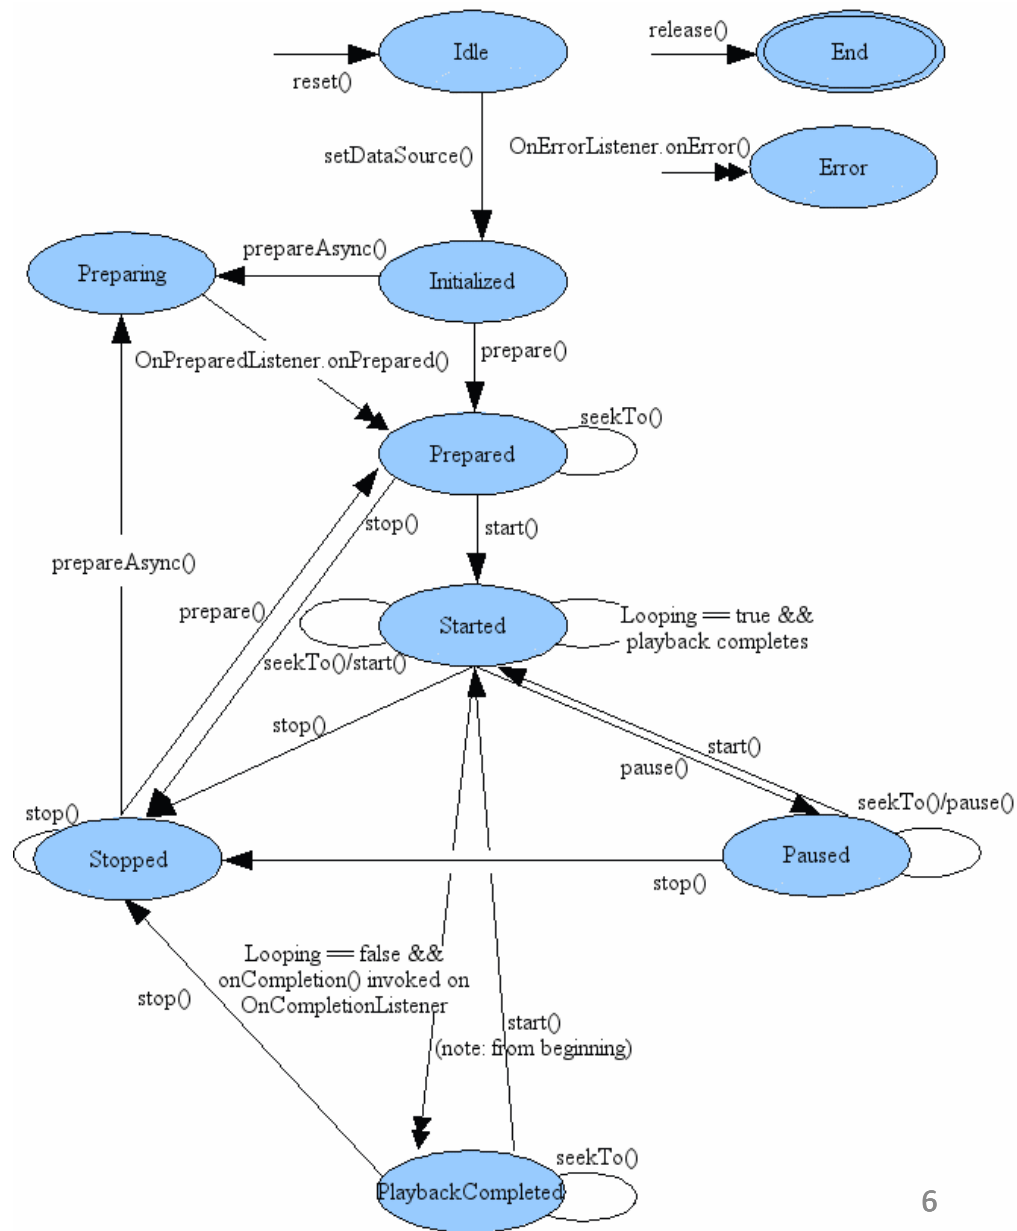 Idle
release()
End
reset()
setDataSource()
OnErrorListener.onError()
Error
prepareAsync()
Preparing
Initialized
prepare()
OnPreparedListener.onPrepared()
seekTo()
Prepared
stop()
start()
prepareAsync()
prepare()
Started
Looping == true &&
playback completes
seekTo()/start()
stop()
start()
pause()
seekTo()/pause()
stop()
Stopped
Paused
stop()
Looping == false &&
onCompletion() invoked on
OnCompletionListener
stop()
start()
(note: from beginning)
seekTo()
PlaybackCompleted
6